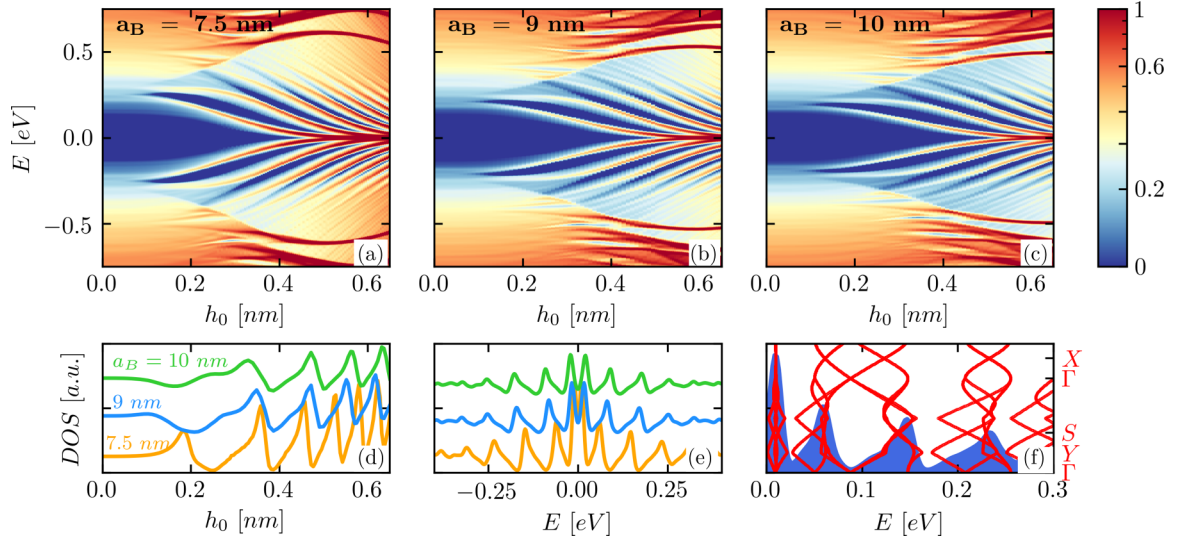 a_B = 7.5 nm
a_B = 9 nm
a_B = 10 nm
1
0.6
0.2
0
E [eV]
0.5
0.0
−0.5
(a)
(b)
(c)
0.0 0.2 0.4 0.6
0.0 0.2 0.4 0.6
0.0 0.2 0.4 0.6
h_0 [nm]
h_0 [nm]
h_0 [nm]
DOS [a.u.]
a_B = 10 nm
9 nm
7.5 nm
(d)
(e)
(f)
X
Γ
S
Y
Γ
0.0 0.2 0.4 0.6
−0.25 0.00 0.25
0.0 0.1 0.2 0.3
h_0 [nm]
E [eV]
E [eV]